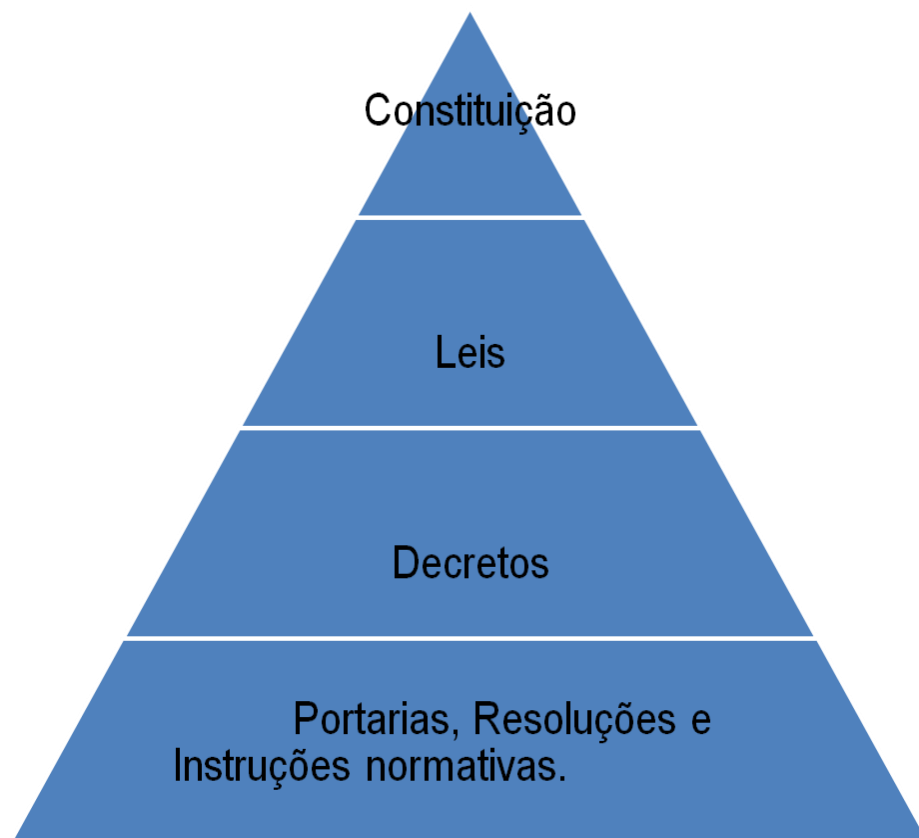 Constituição
Leis
Decretos
Portarias, Resoluções e
Instruções normativas.